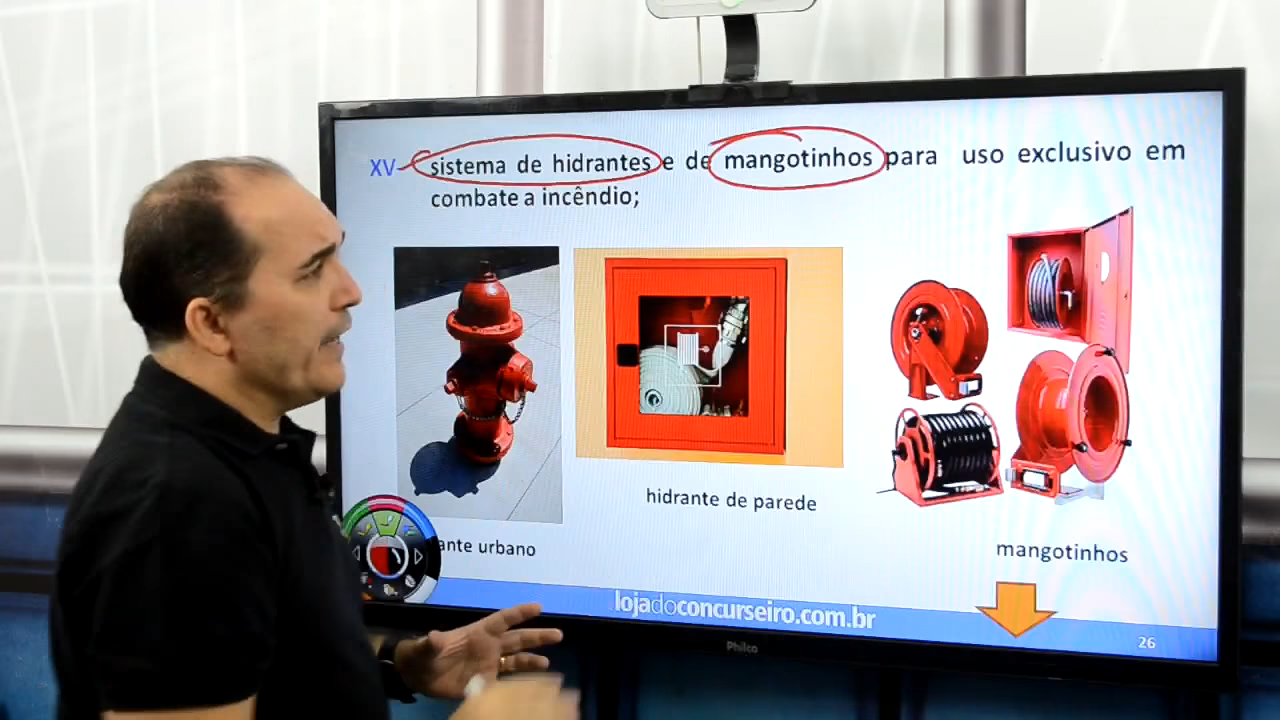 XV- sistema de hidrantes e de mangotinhos para uso exclusivo em
combate a incêndio;
hidrante de parede
ante urbano
mangotinhos
lojadoconcurseiro.com.br
26
Philco